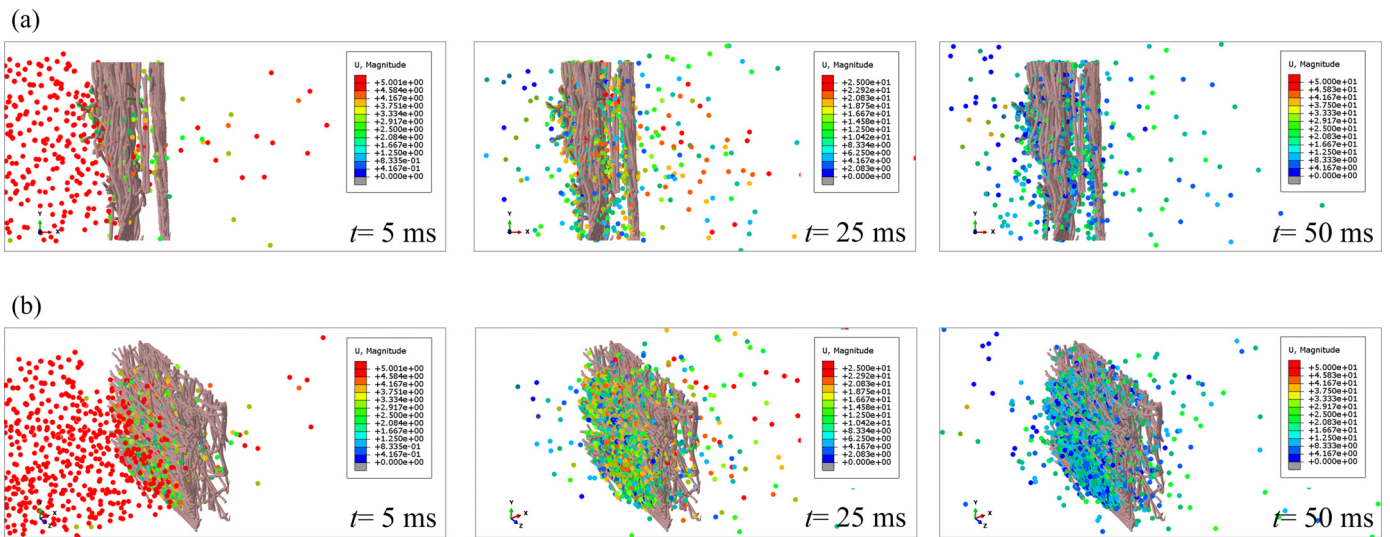 (a)
U, Magnitude
+5.001e+00
+4.584e+00
+4.167e+00
+3.751e+00
+3.334e+00
+2.917e+00
+2.500e+00
+2.084e+00
+1.667e+00
+1.250e+00
+8.335e-01
+4.167e-01
+0.000e+00
Y
X
t= 5 ms
U, Magnitude
+2.500e+01
+2.292e+01
+2.083e+01
+1.875e+01
+1.667e+01
+1.458e+01
+1.250e+01
+1.042e+01
+8.334e+00
+6.250e+00
+4.167e+00
+2.083e+00
+0.000e+00
Y
X
t= 25 ms
U, Magnitude
+5.000e+01
+4.583e+01
+4.167e+01
+3.750e+01
+3.333e+01
+2.917e+01
+2.500e+01
+2.083e+01
+1.667e+01
+1.250e+01
+8.333e+00
+4.167e+00
+0.000e+00
Y
X
t= 50 ms
(b)
U, Magnitude
+5.001e+00
+4.584e+00
+4.167e+00
+3.751e+00
+3.334e+00
+2.917e+00
+2.500e+00
+2.084e+00
+1.667e+00
+1.250e+00
+8.335e-01
+4.167e-01
+0.000e+00
X
Z
t= 5 ms
U, Magnitude
+2.500e+01
+2.292e+01
+2.083e+01
+1.875e+01
+1.667e+01
+1.458e+01
+1.250e+01
+1.042e+01
+8.334e+00
+6.250e+00
+4.167e+00
+2.083e+00
+0.000e+00
Y
X
Z
t= 25 ms
U, Magnitude
+5.000e+01
+4.583e+01
+4.167e+01
+3.750e+01
+3.333e+01
+2.917e+01
+2.500e+01
+2.083e+01
+1.667e+01
+1.250e+01
+8.333e+00
+4.167e+00
+0.000e+00
Y
X
Z
t= 50 ms